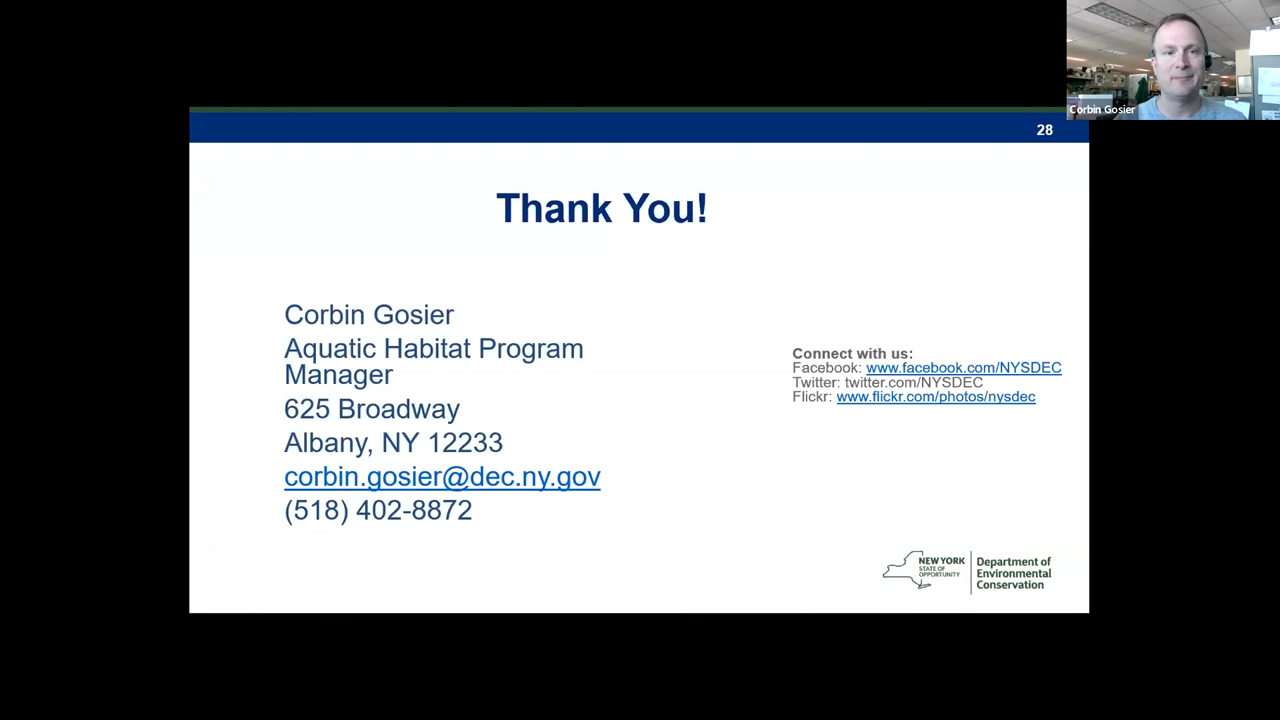 Corbin Gosier
28
Thank You!
Corbin Gosier
Aquatic Habitat Program
Manager
625 Broadway
Albany, NY 12233
corbin.gosier@dec.ny.gov
(518) 402-8872
Connect with us:
Facebook: www.facebook.com/NYSDEC
Twitter: twitter.com/NYSDEC
Flickr: www.flickr.com/photos/nysdec
NEW YORK
STATE OF
OPPORTUNITY
Department of
Environmental
Conservation